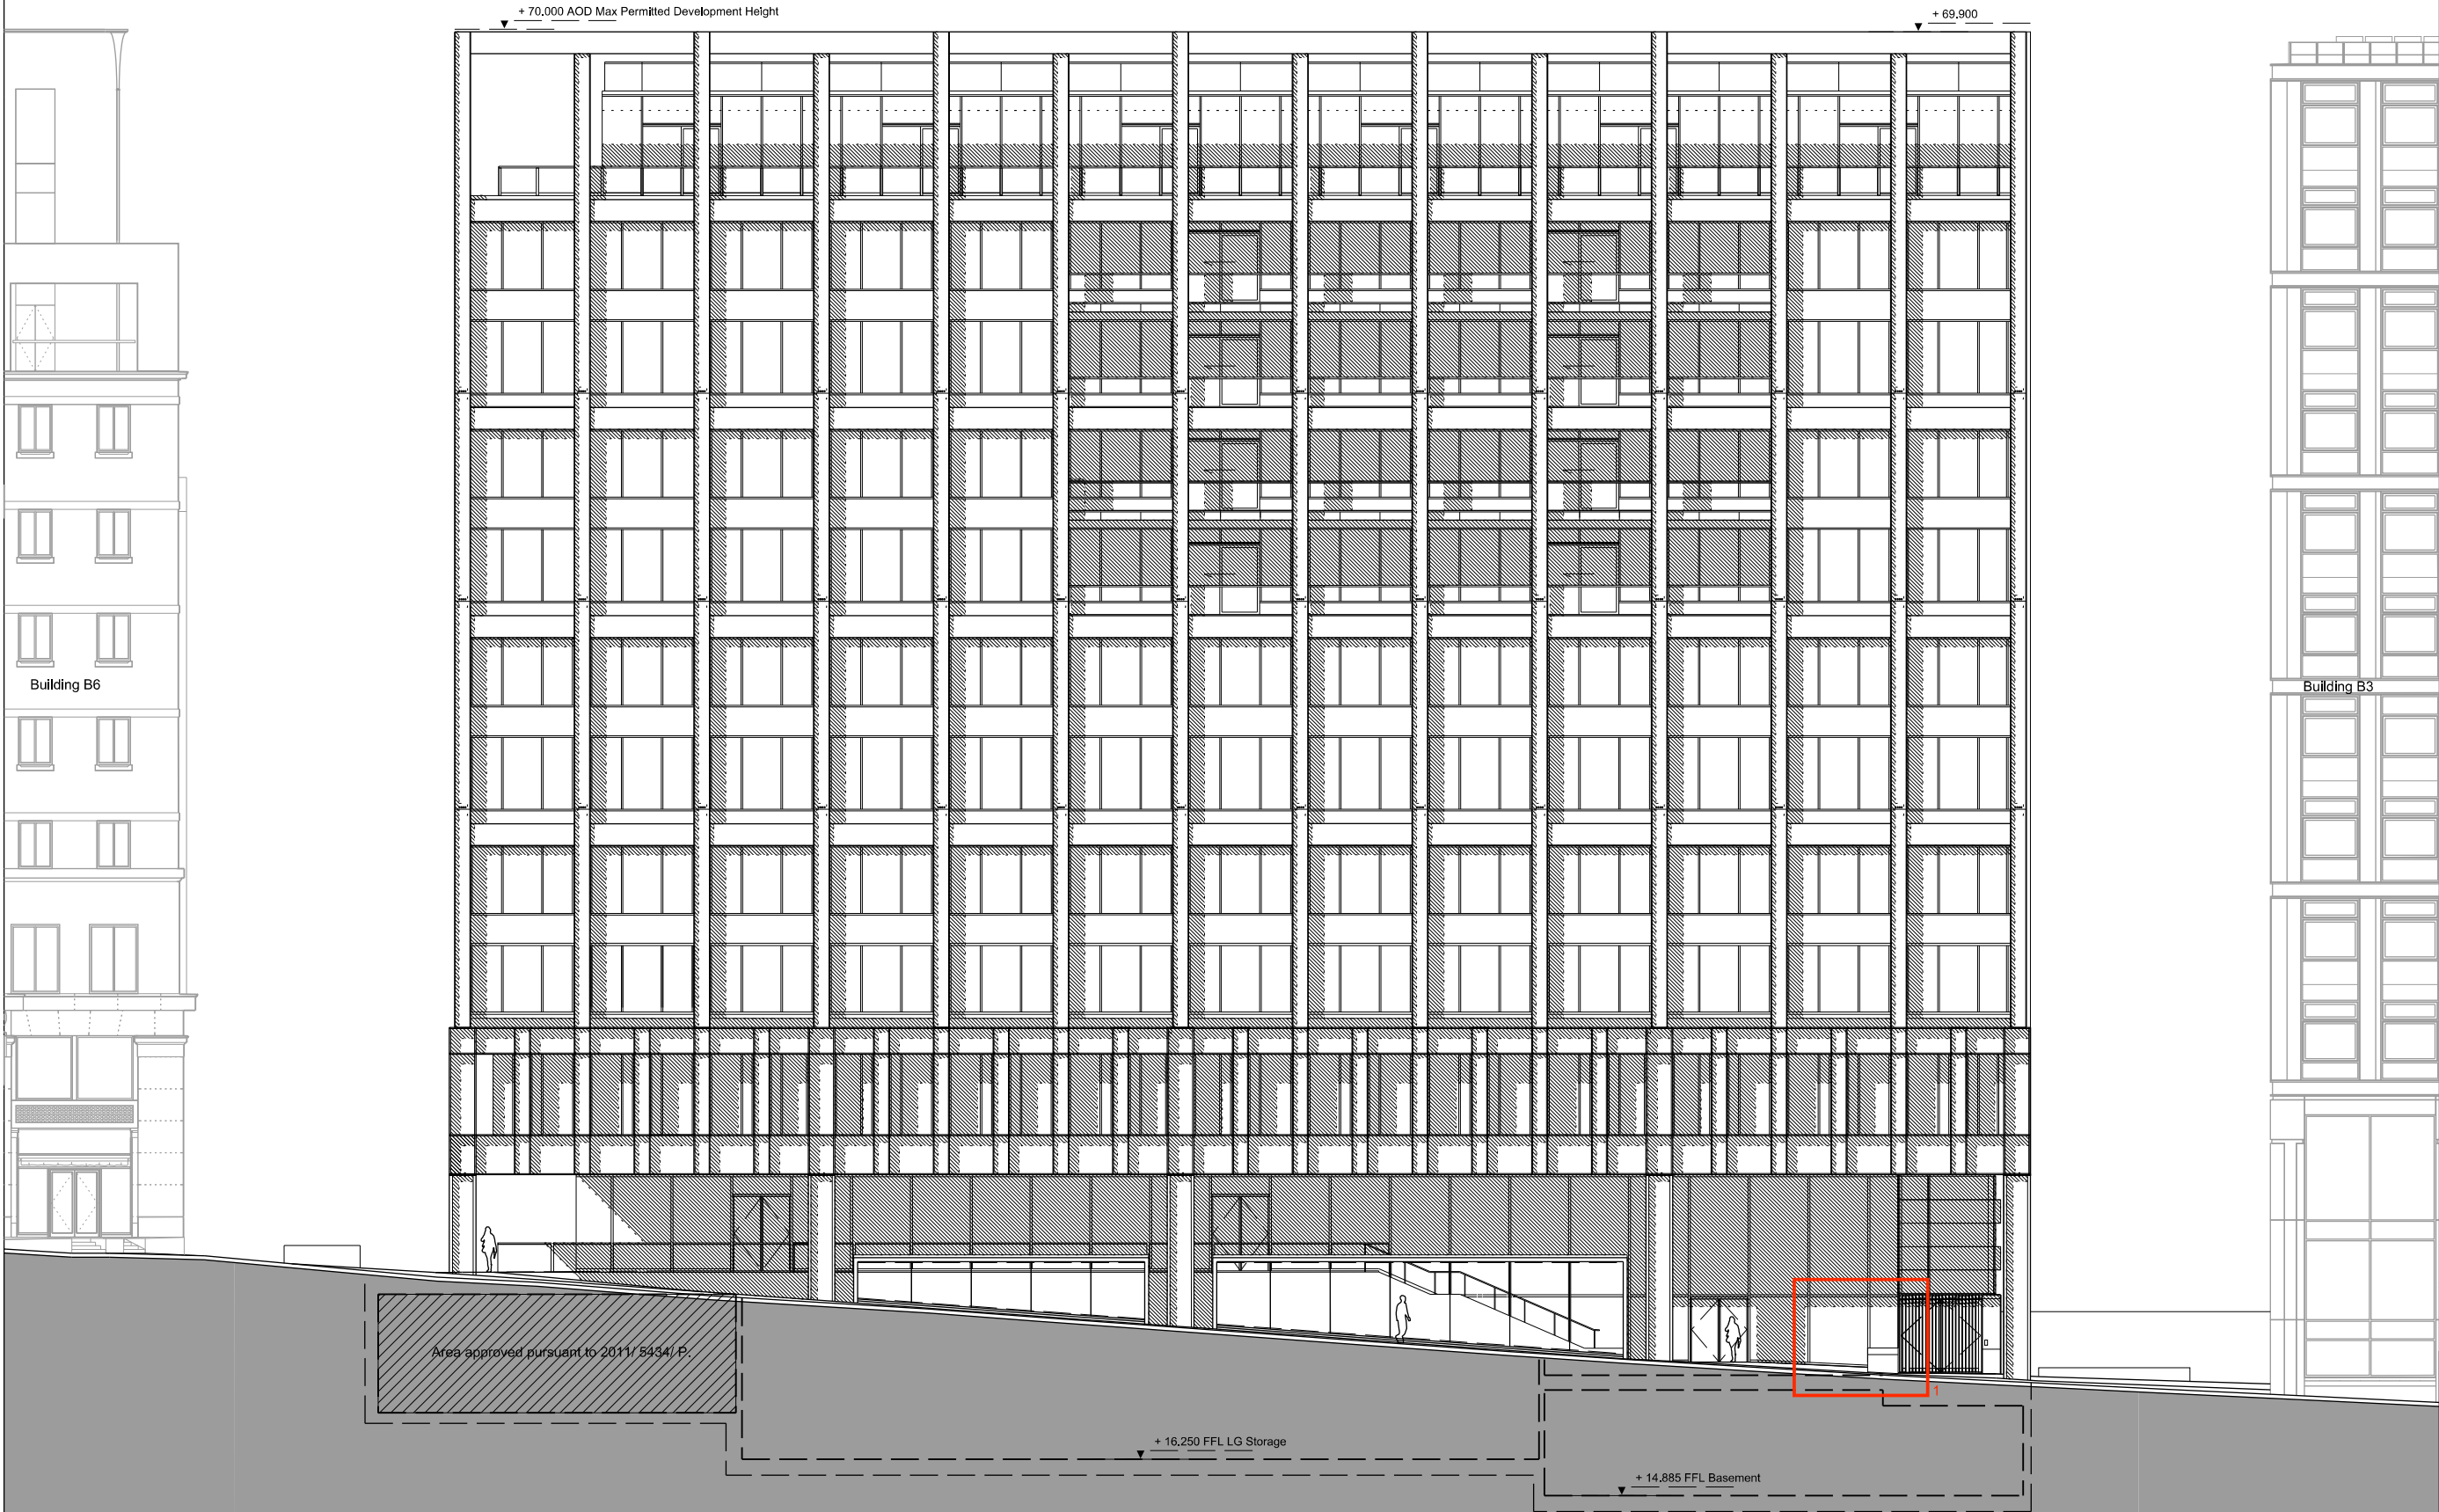 + 70.000 AOD Max Permitted Development Height
+ 69.900
Building B6
Building B3
Area approved pursuant to 2011/ 5434/ P.
1
+ 16.250 FFL LG Storage
+ 14.885 FFL Basement